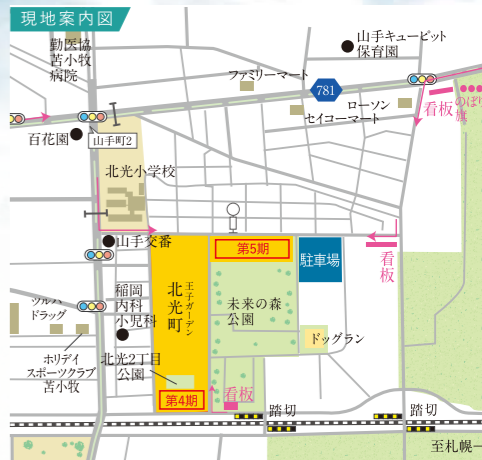 現地案内図
勤医協
苫小牧
病院
山手キューピット
保育園
ファミリーマート
781
ローソン
セイコーマート
看板
のぼり
旗
百花園
山手町2
北光小学校
山手交番
第5期
駐車場
看板
稲岡
内科
小児科
王子ガーデン
北光町
未来の森
公園
ツルハ
ドラッグ
ドッグラン
ホリデイ
スポーツクラブ
苫小牧
北光2丁目
公園
第4期
看板
踏切
踏切
至札幌